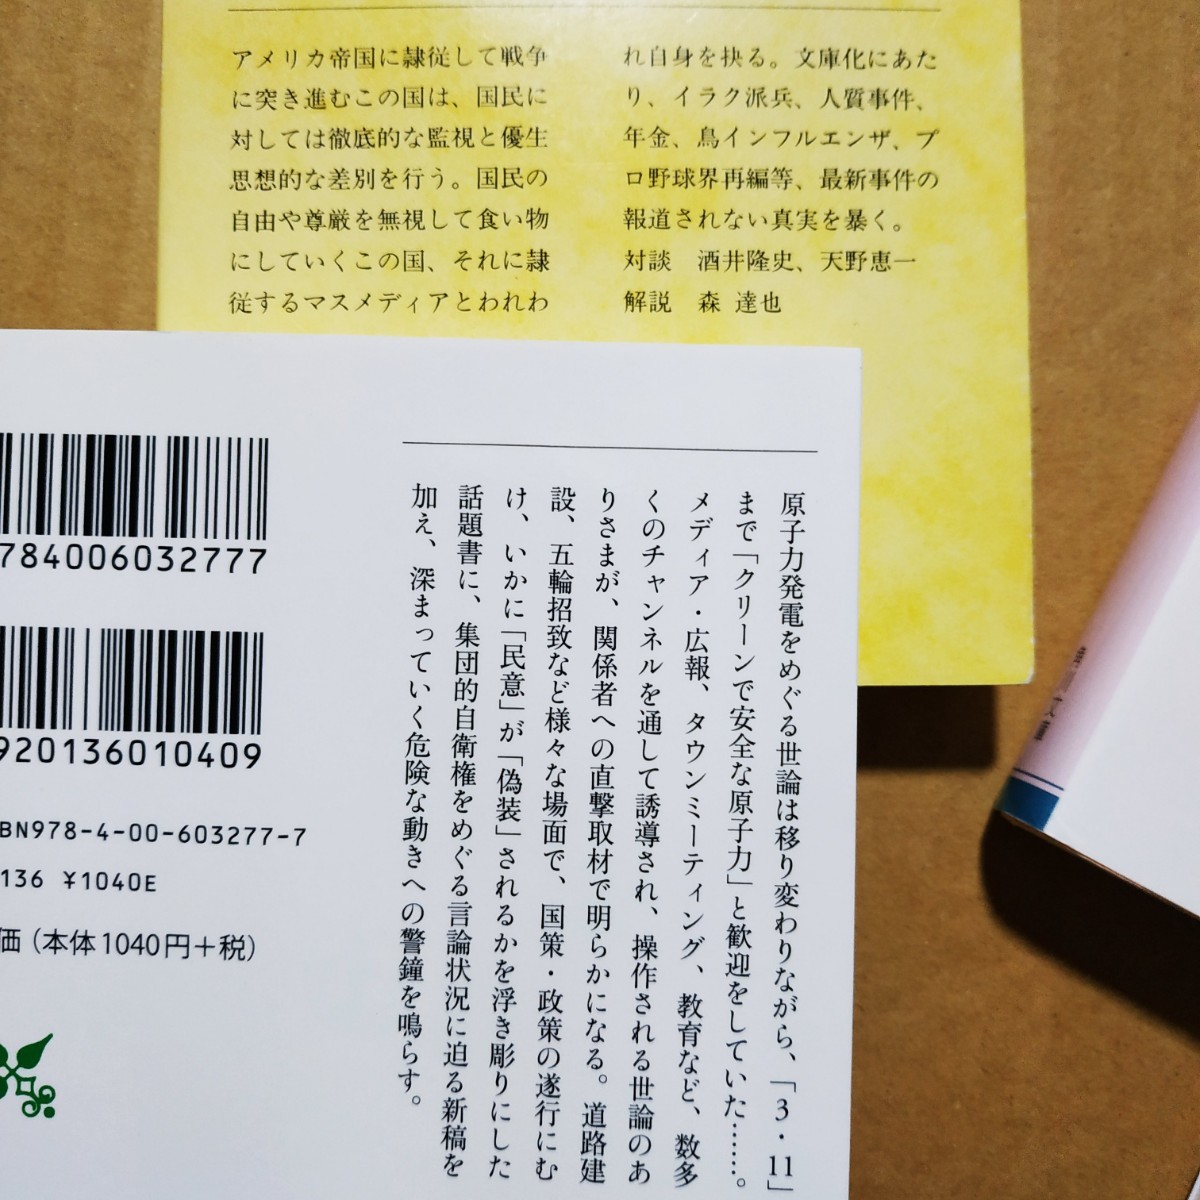 アメリカ帝国に隷従して戦争
に突き進むこの国は、国民に
対しては徹底的な監視と優生
思想的な差別を行う。国民の
自由や尊厳を無視して食い物
にしていくこの国、それに隷
従するマスメディアとわれわ
れ自身を抉る。文庫化にあた
り、イラク派兵、人質事件、
年金、鳥インフルエンザ、プ
ロ野球界再編等、最新事件の
報道されない真実を暴く。
対談 酒井隆史、天野恵一
解説 森 達也
原子力発電をめぐる世論は移り変わりながら、「3・11」
まで「クリーンで安全な原子力」と歓迎をしていた……。
メディア・広報、タウンミーティング、教育など、数多
くのチャンネルを通して誘導され、操作される世論のあ
りさまが、関係者への直撃取材で明らかになる。道路建
設、五輪招致など様々な場面で、国策・政策の遂行にむ
け、いかに「民意」が「偽装」されるかを浮き彫りにした
話題書に、集団的自衛権をめぐる言論状況に迫る新稿を
加え、深まっていく危険な動きへの警鐘を鳴らす。
784006032777
920136010409
BN978-4-00-603277-7
136 ¥1040E
価(本体1040円+税)